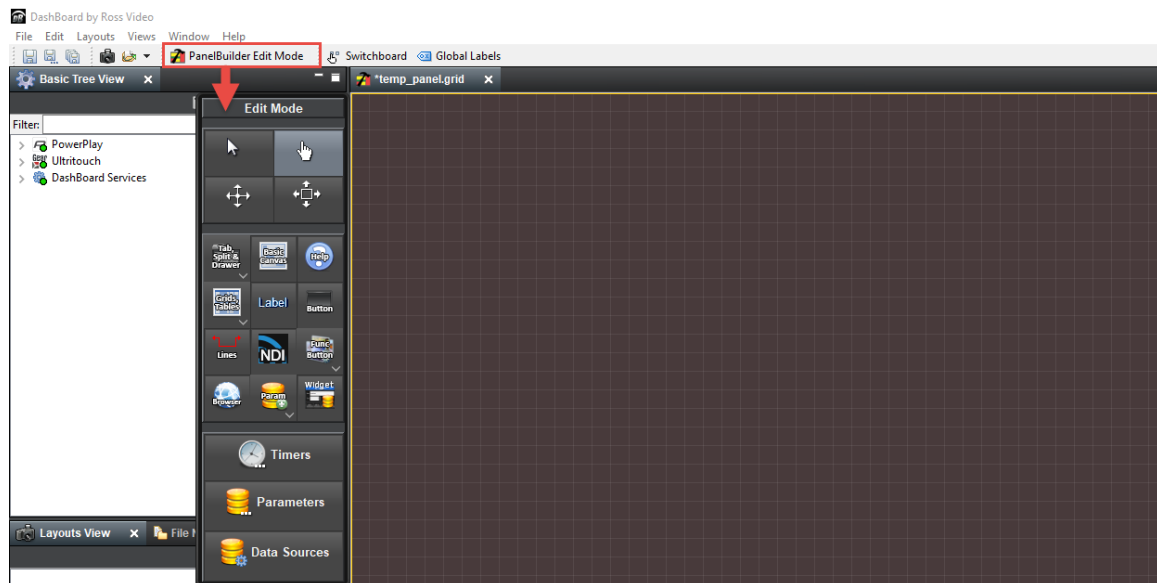 DashBoard by Ross Video
File Edit Layouts Views Window Help
PanelBuilder Edit Mode Switchboard Global Labels
Basic Tree View x
*temp_panel.grid x
Edit Mode
Filter:
PowerPlay
Ultritouch
DashBoard Services
Tab, Split & Drawer
Basic Canvas
Help
Grids, Tables
Label
Button
Lines
NDI
Func Button
Browser
Param
Widget
Timers
Parameters
Data Sources
Layouts View x File